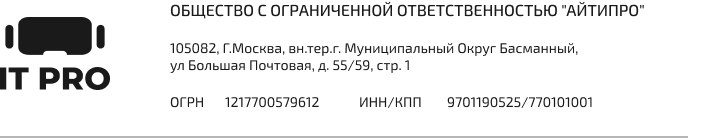 ОБЩЕСТВО С ОГРАНИЧЕННОЙ ОТВЕТСТВЕННОСТЬЮ "АЙТИПРО"
105082, Г.Москва, вн.тер.г. Муниципальный Округ Басманный,
ул Большая Почтовая, д. 55/59, стр. 1
IT PRO
ОГРН 1217700579612 ИНН/КПП 9701190525/770101001